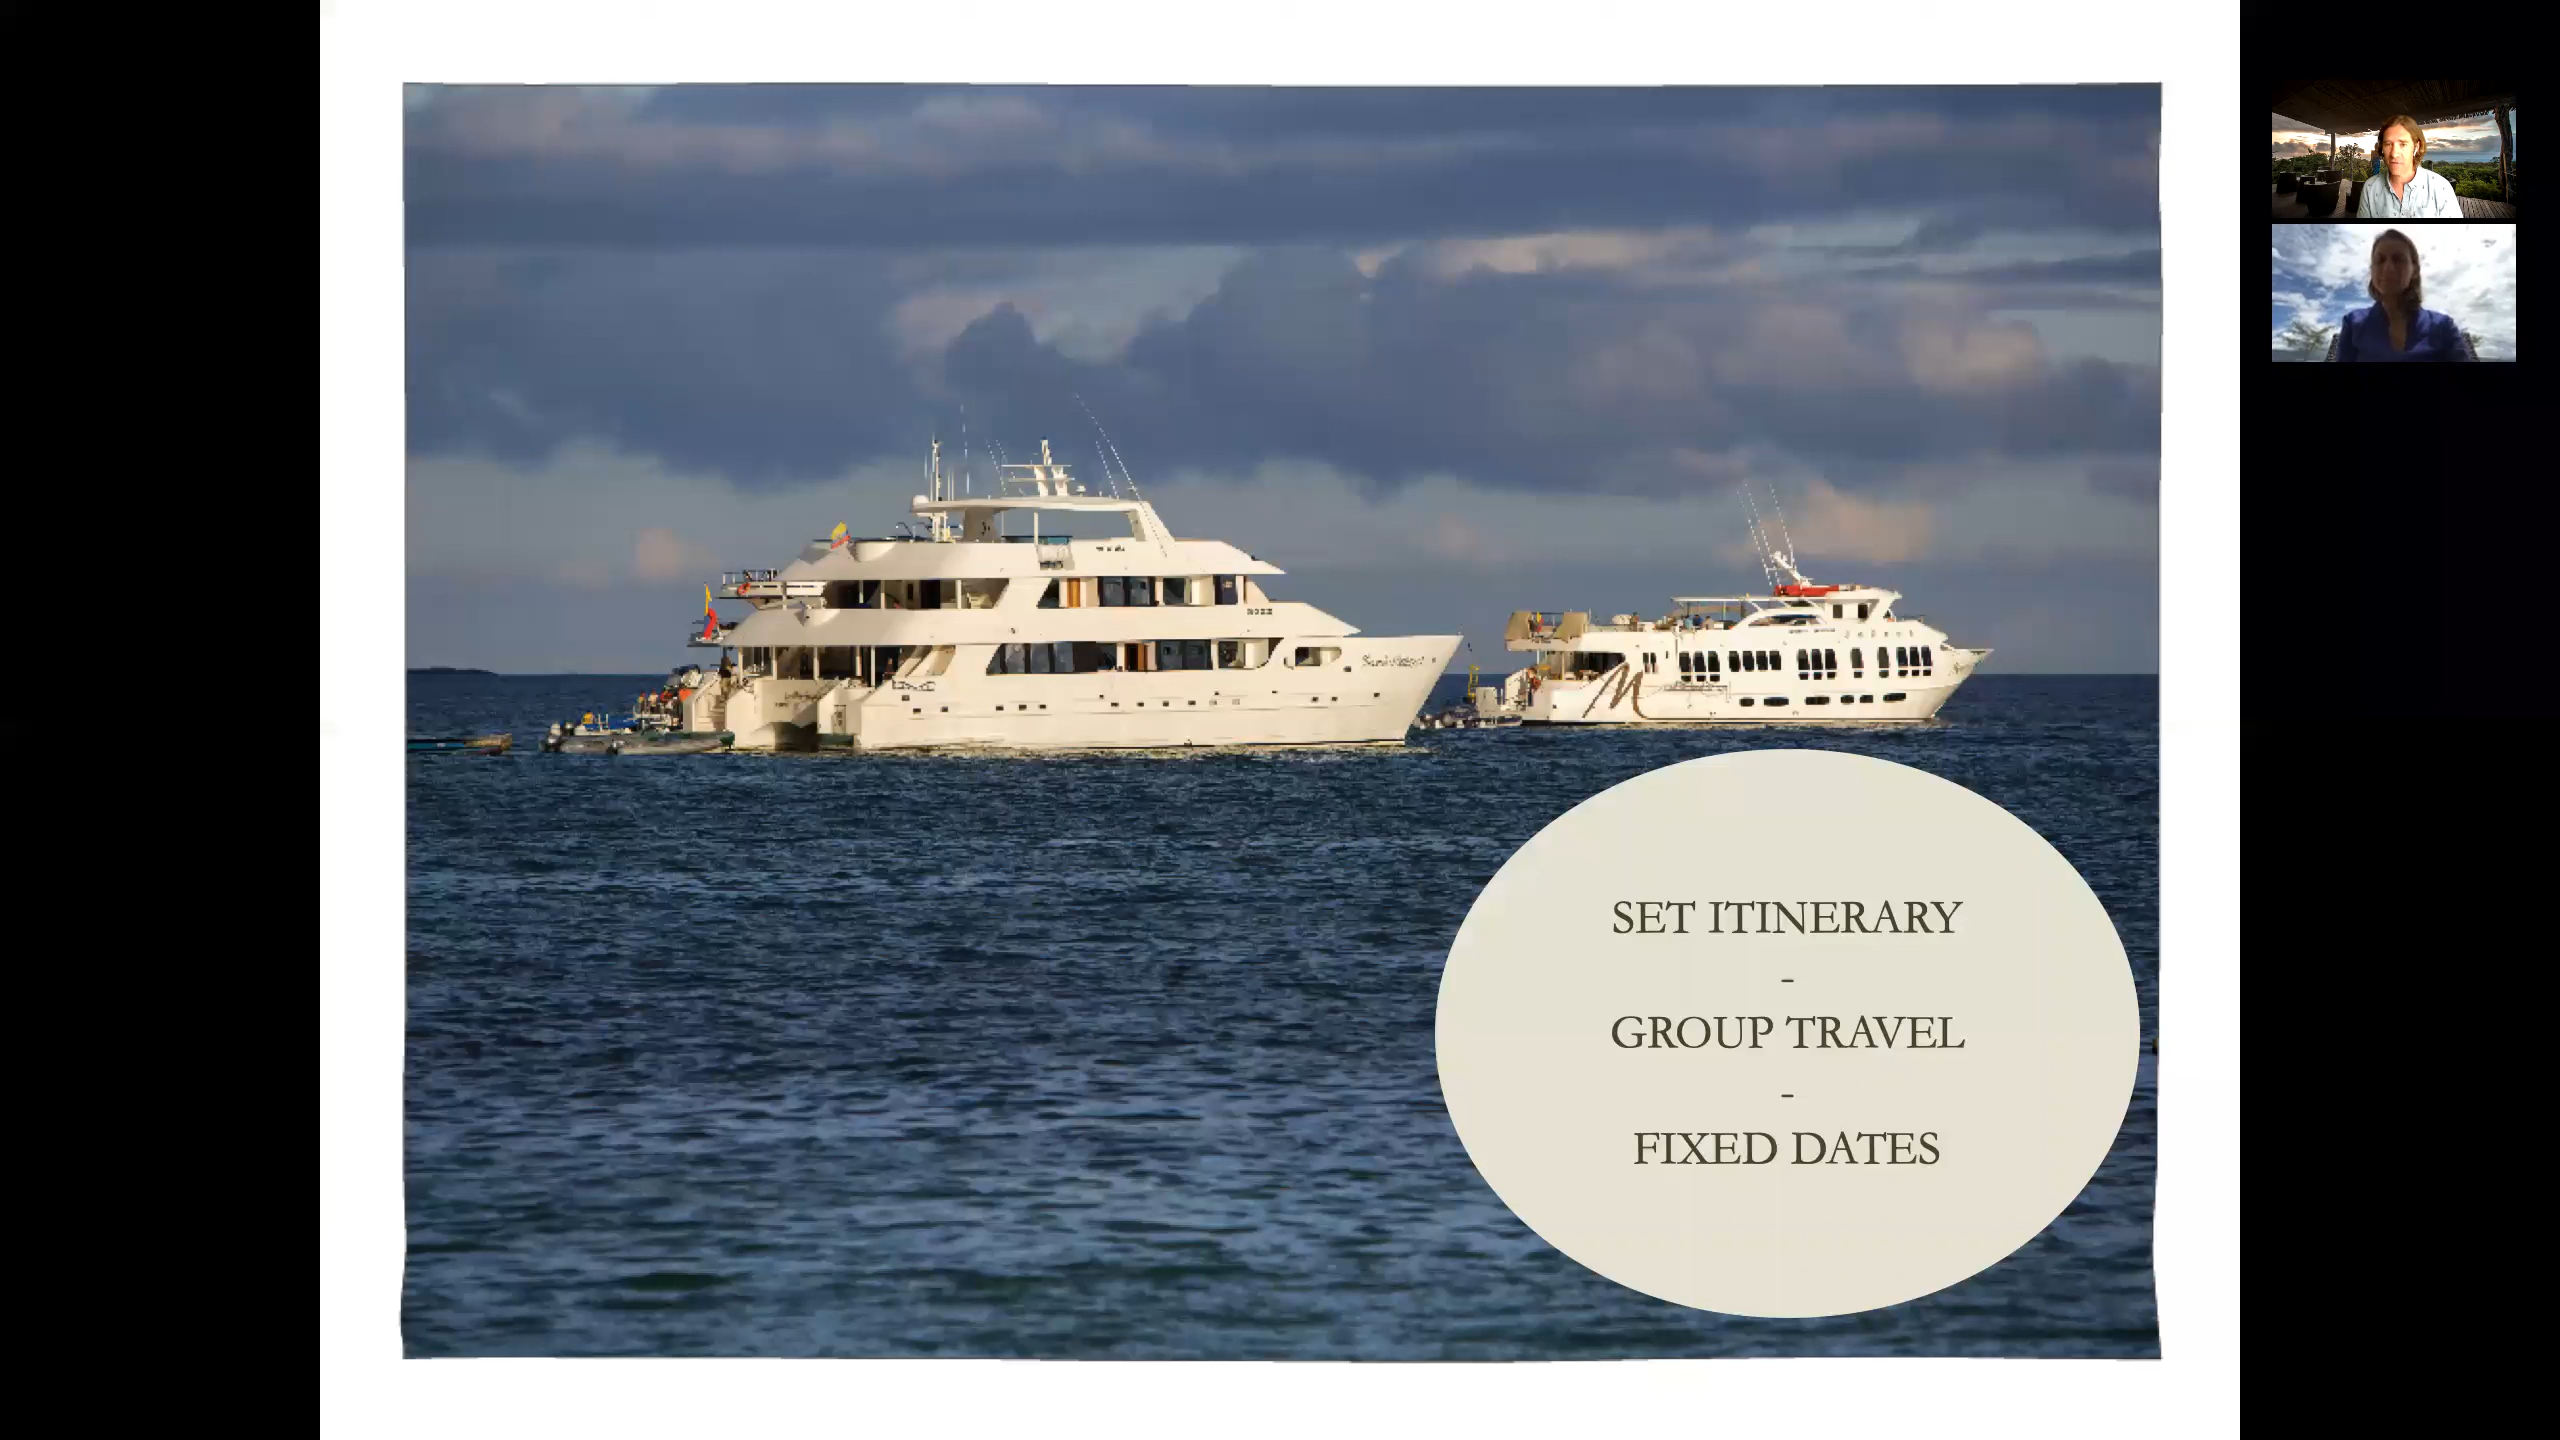 SET ITINERARY
-
GROUP TRAVEL
-
FIXED DATES
M